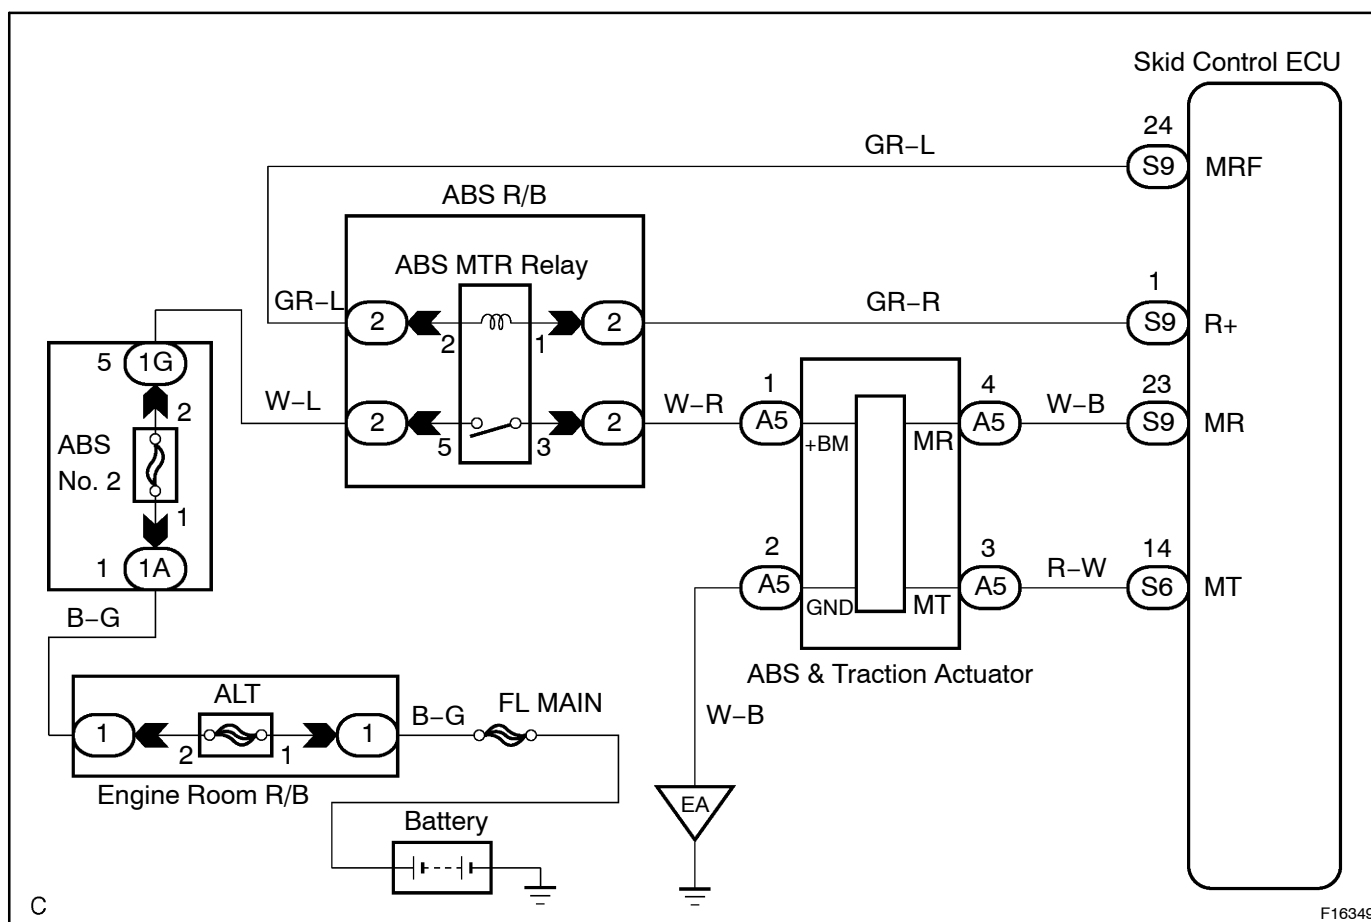 Skid Control ECU
24
GR−L
S9
MRF
ABS R/B
ABS MTR Relay
1
GR−L
2
2
GR−R
S9
R+
2
1
5
1G
1
4
23
W−L
2
2
W−R
A5
A5
W−B
S9
MR
2
5
3
+BM
MR
ABS
No. 2
1
2
3
14
1
1A
A5
A5
R−W
S6
MT
GND
MT
B−G
ABS & Traction Actuator
ALT
FL MAIN
B−G
W−B
1
1
2
1
Engine Room R/B
EA
Battery
C
F16349